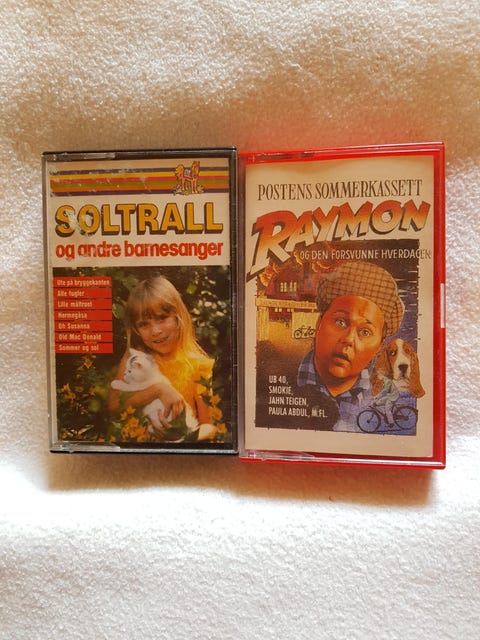 SOLTRALL
og andre barnesanger
Ute på bryggekanten
Alle fugler
Lille måltrost
Hermegåsa
Oh Susanna
Old Mac Donald
Sommer og sol
POSTENS SOMMERKASSETT
RAYMON
OG DEN FORSVUNNE HVERDAGEN
UB 40,
SMOKIE,
JAHN TEIGEN,
PAULA ABDUL, M.FL.